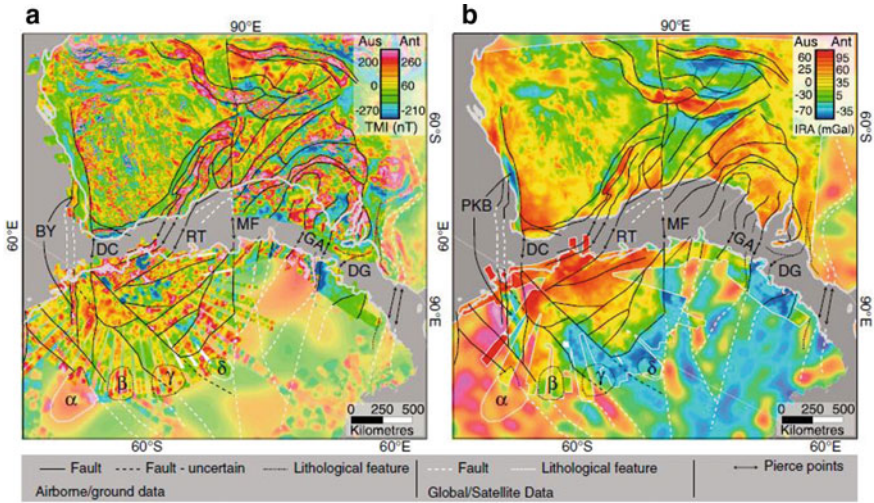 a
90°E
Aus Ant
200 260
-270 -210
TMI (nT)
60°S
60°E
BY
DC
RT
MF
GA
DG
90°E
α
β
γ
δ
0 250 500
Kilometres
60°S
60°E
b
90°E
Aus Ant
60 95
25 60
0 35
-30 5
-70 -35
IRA (mGal)
60°S
60°E
PKB
DC
RT
MF
GA
DG
90°E
α
β
γ
δ
0 250 500
Kilometres
60°S
60°E
Fault Fault - uncertain Lithological feature Fault Lithological feature Pierce points
Airborne/ground data Global/Satellite Data